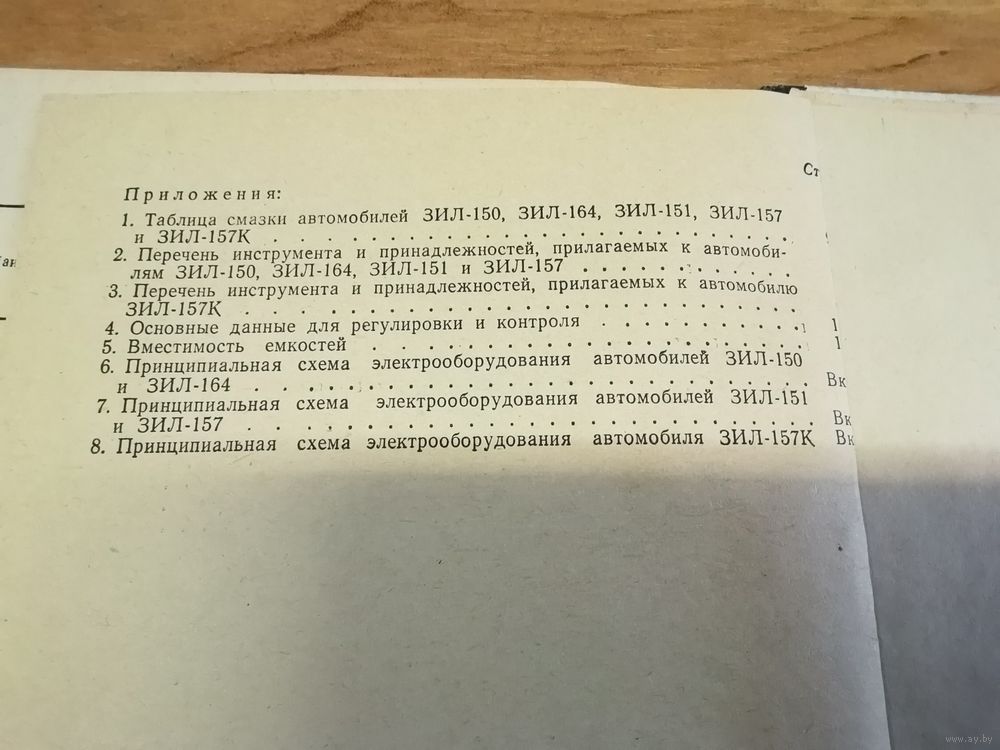 Ст
Приложения:
1. Таблица смазки автомобилей ЗИЛ-150, ЗИЛ-164, ЗИЛ-151, ЗИЛ-157
и ЗИЛ-157К . . . . . . . . . . . . . . . . . . . . . . .
2. Перечень инструмента и принадлежностей, прилагаемых к автомоби-
лям ЗИЛ-150, ЗИЛ-164, ЗИЛ-151 и ЗИЛ-157 . . . . . . . . . .
3. Перечень инструмента и принадлежностей, прилагаемых к автомобилю
ЗИЛ-157К . . . . . . . . . . . . . . . . . . . . . . . .
4. Основные данные для регулировки и контроля . . . . . . . . . . 1
5. Вместимость емкостей . . . . . . . . . . . . . . . . . . . . 1
6. Принципиальная схема электрооборудования автомобилей ЗИЛ-150
и ЗИЛ-164 . . . . . . . . . . . . . . . . . . . . . . . Вк
7. Принципиальная схема электрооборудования автомобилей ЗИЛ-151
и ЗИЛ-157 . . . . . . . . . . . . . . . . . . . . . . . Вк
8. Принципиальная схема электрооборудования автомобиля ЗИЛ-157К Вк
www.ay.by